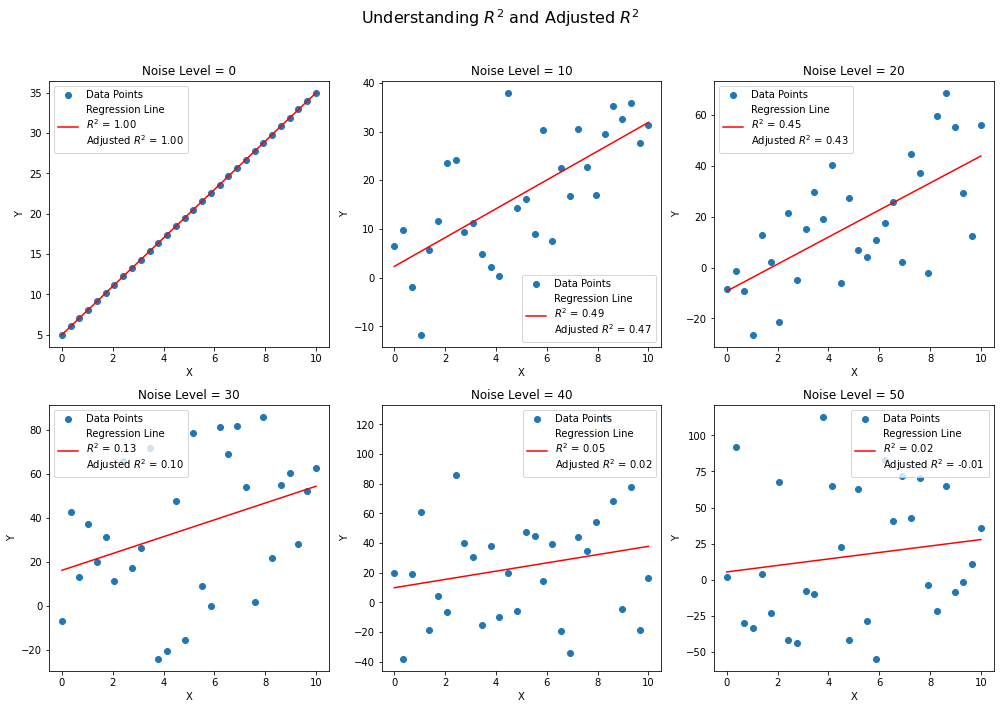 Understanding R² and Adjusted R²
Noise Level = 0
Data Points
Regression Line
R² = 1.00
Adjusted R² = 1.00
35
30
25
20
15
10
5
Y
0 2 4 6 8 10
X
Noise Level = 10
40
30
20
10
0
−10
Y
Data Points
Regression Line
R² = 0.49
Adjusted R² = 0.47
0 2 4 6 8 10
X
Noise Level = 20
Data Points
Regression Line
R² = 0.45
Adjusted R² = 0.43
60
40
20
0
−20
Y
0 2 4 6 8 10
X
Noise Level = 30
Data Points
Regression Line
R² = 0.13
Adjusted R² = 0.10
80
60
40
20
0
−20
Y
0 2 4 6 8 10
X
Noise Level = 40
Data Points
Regression Line
R² = 0.05
Adjusted R² = 0.02
120
100
80
60
40
20
0
−20
−40
Y
0 2 4 6 8 10
X
Noise Level = 50
Data Points
Regression Line
R² = 0.02
Adjusted R² = -0.01
100
75
50
25
0
−25
−50
Y
0 2 4 6 8 10
X